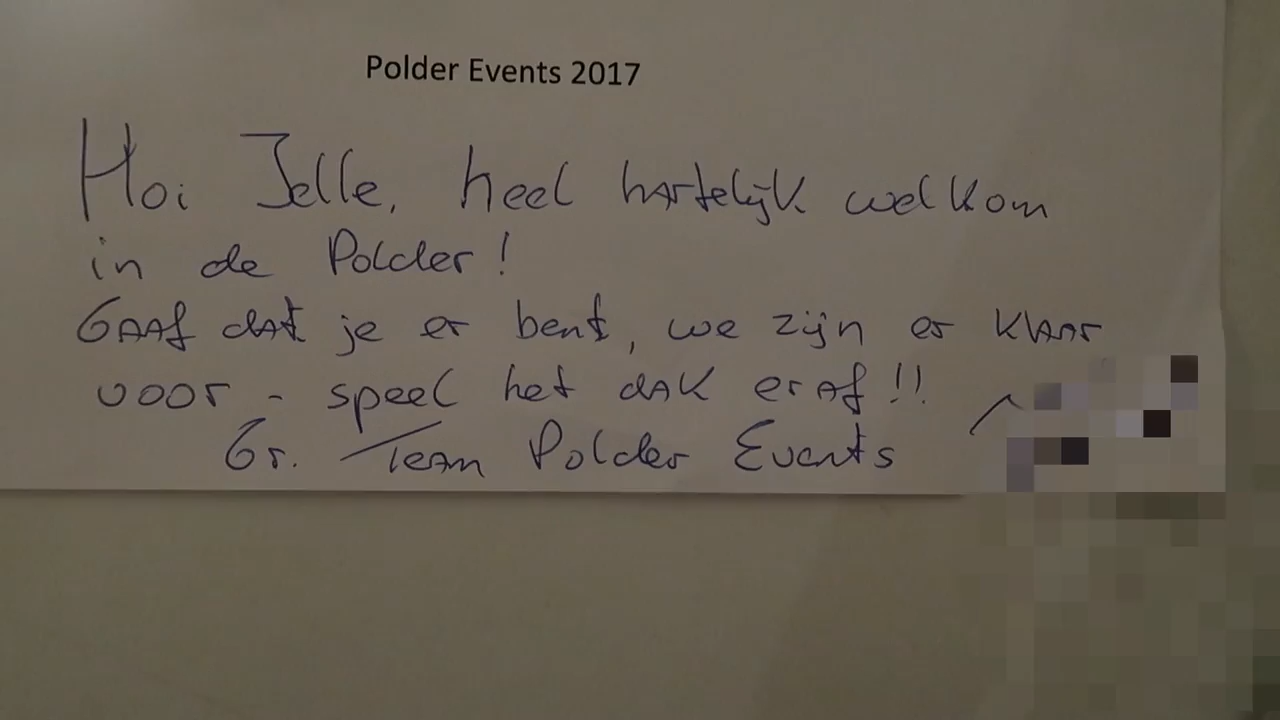 Polder Events 2017
Hoi Jelle, heel hartelijk welkom
in de Polder!
Gaaf dat je er bent, we zijn er klaar
voor - speel het dak eraf!!
Gr. Team Polder Events